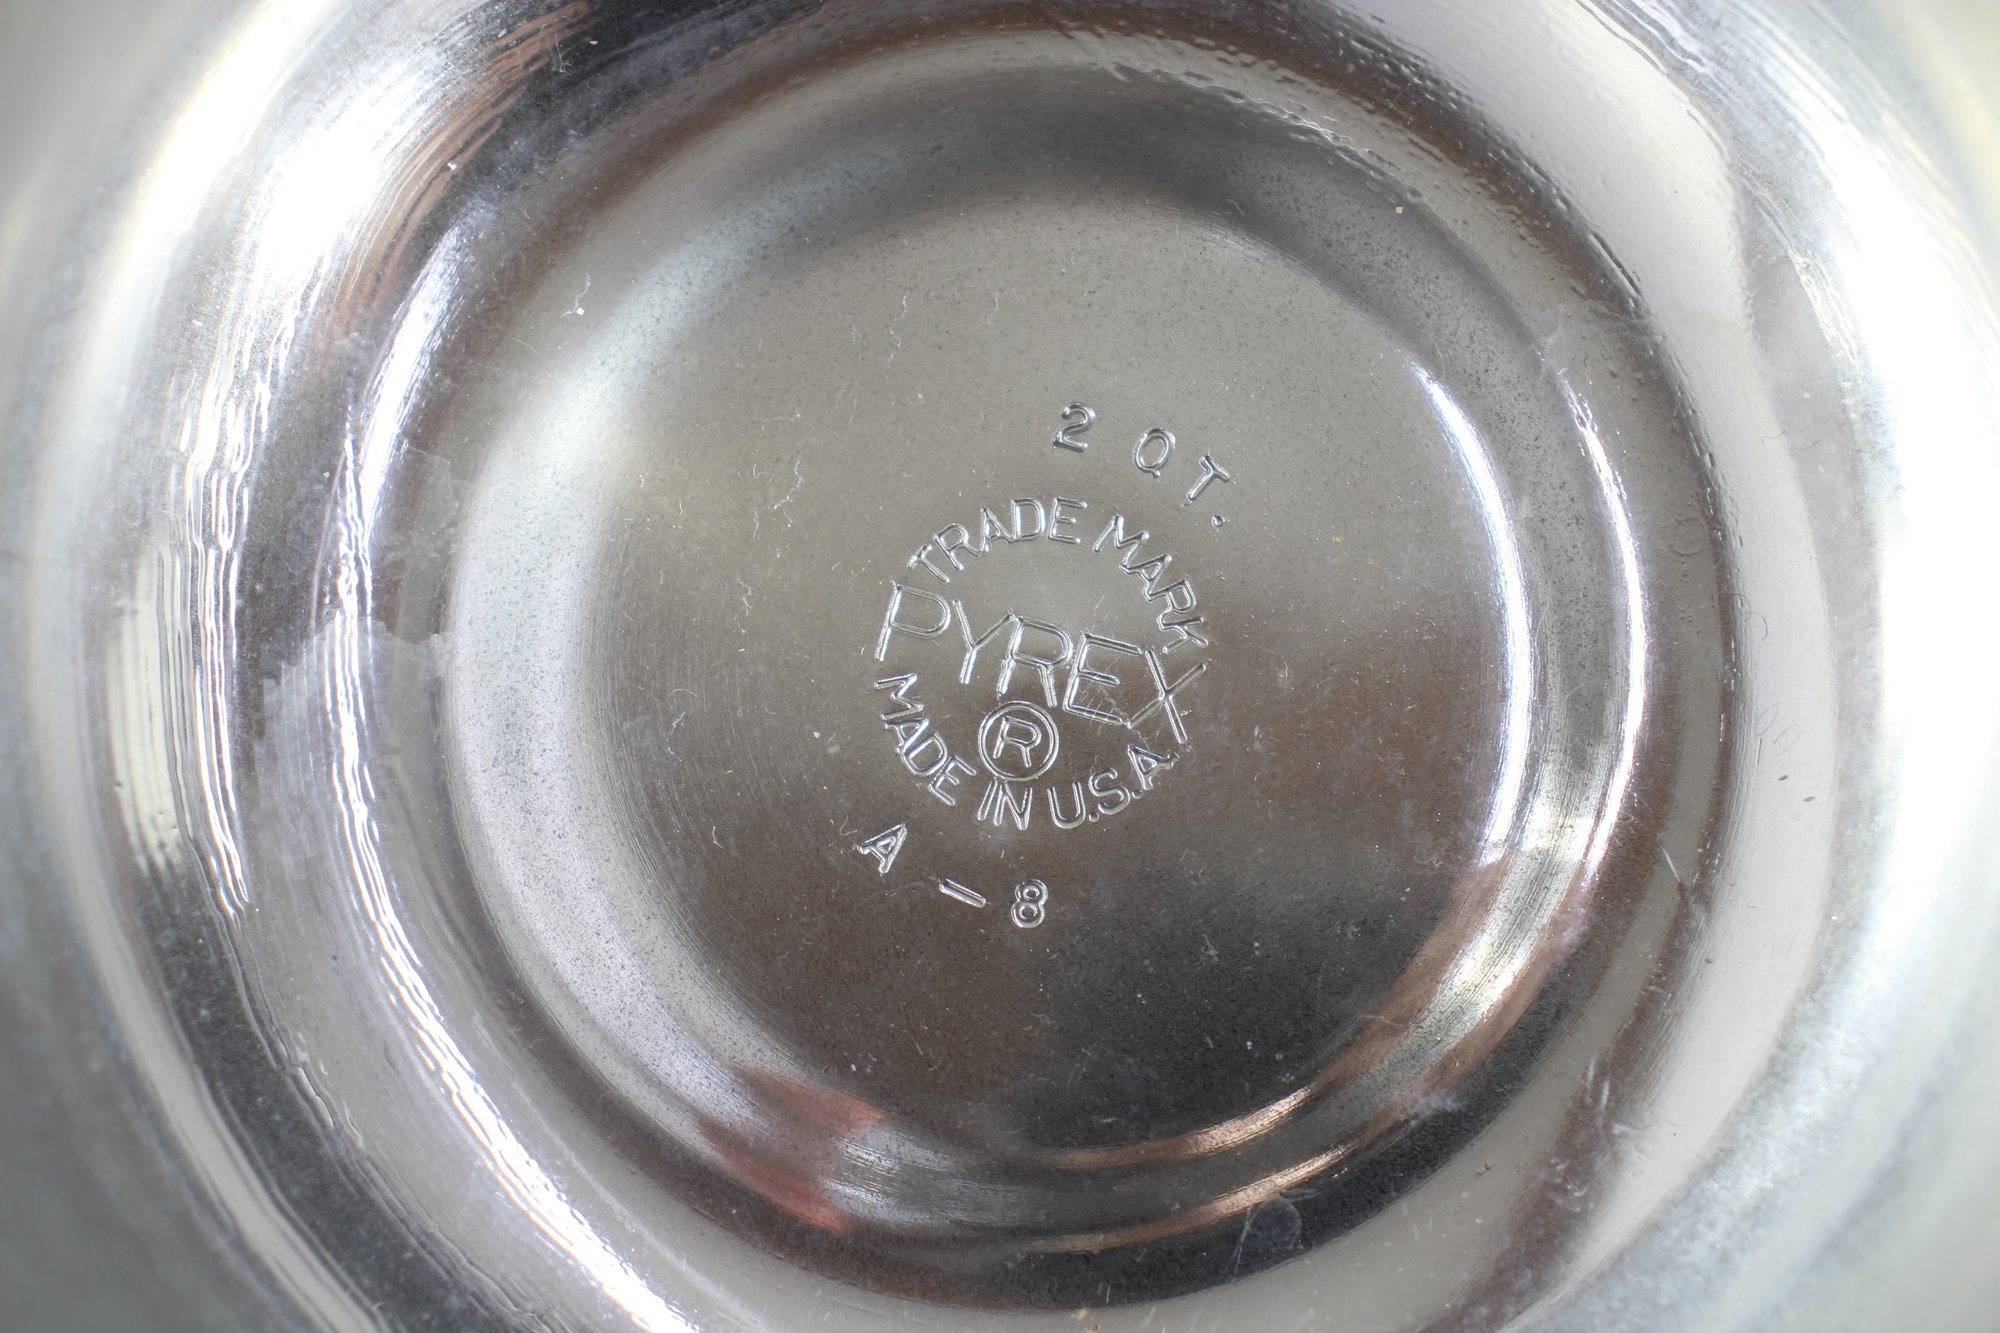 2 QT.
TRADE MARK
PYREX
®
MADE IN U.S.A.
A - 8